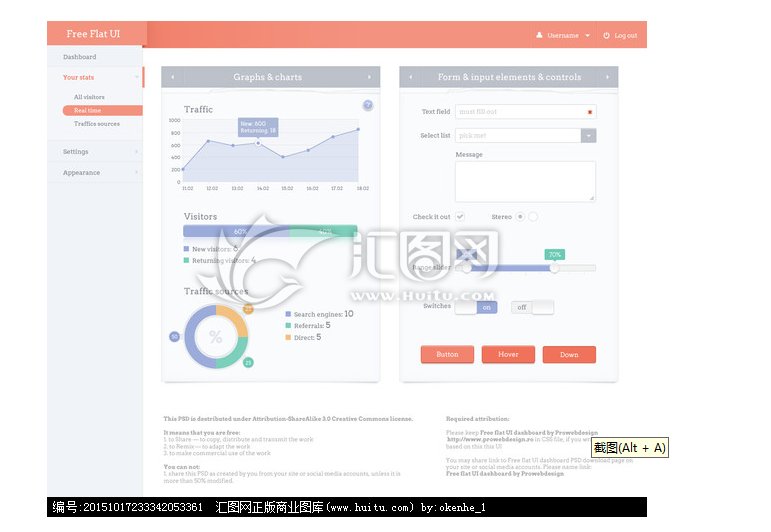 Free Flat UI
Username
Log out
Dashboard
Your stats
All visitors
Real time
Traffics sources
Settings
Appearance
Graphs & charts
Traffic
?
New 600
Returning 18
1000
800
600
400
200
0
11.02
12.02
13.02
14.02
15.02
16.02
17.02
18.02
Visitors
60%
40%
New visitors: 6
Returning visitors: 4
Traffic sources
25
50
%
25
Search engines: 10
Referrals: 5
Direct: 5
Form & input elements & controls
Text field
must fill out
Select list
pick me!
Message
Check it out
Stereo
70%
Range slider
Switches
on
off
Button
Hover
Down
汇图网
www.Huitu.com
This PSD is destributed under Attribution-ShareAlike 3.0 Creative Commons license.
It means that you are free:
1. to Share — to copy, distribute and transmit the work
2. to Remix — to adapt the work
3. to make commercial use of the work
You can not:
1. share this PSD as created by you from your site or social media accounts, unless it is
more than 50% modified.
Required attribution:
Please keep Free flat UI dashboard by Prowebdesign
http://www.prowebdesign.ro in CSS file, if you
based on this this UI
You may share link to Free flat UI dashboard PSD download page on
your site or social media accounts. Please name link:
Free flat UI dashboard by Prowebdesign
截图(Alt + A)
编号:20151017233342053361 汇图网正版商业图库(www.huitu.com) by:okenhe_1